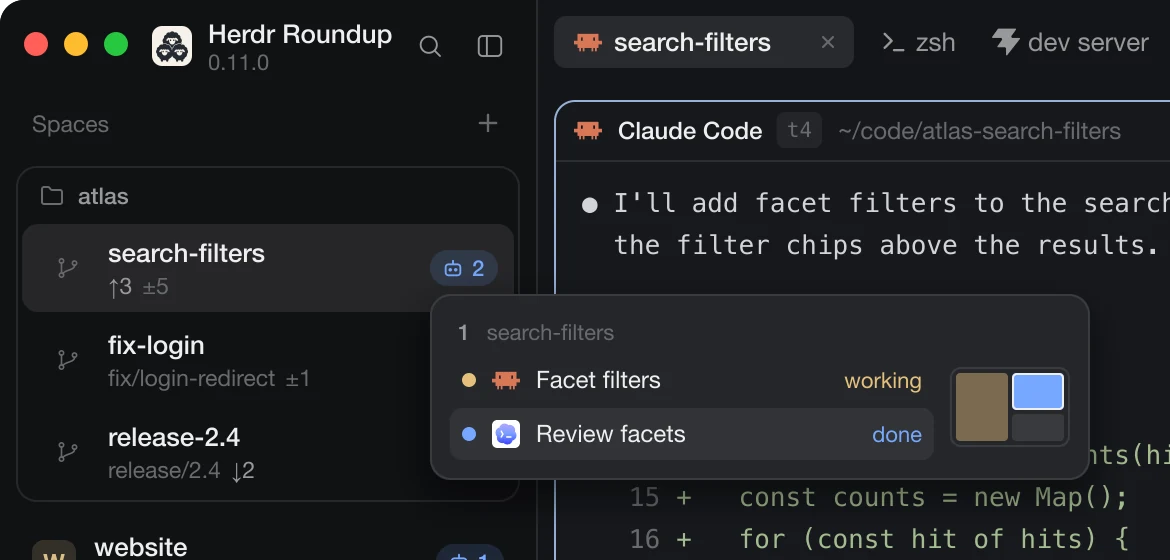 Herdr Roundup
0.11.0
Spaces
atlas
search-filters
↑3 ±5
2
fix-login
fix/login-redirect ±1
release-2.4
release/2.4 ↓2
W
website
1
search-filters
zsh
dev server
Claude Code t4 ~/code/atlas-search-filters
I'll add facet filters to the search
the filter chips above the results.
1 search-filters
Facet filters working
Review facets done
nts(hi
15 + const counts = new Map();
16 + for (const hit of hits) {